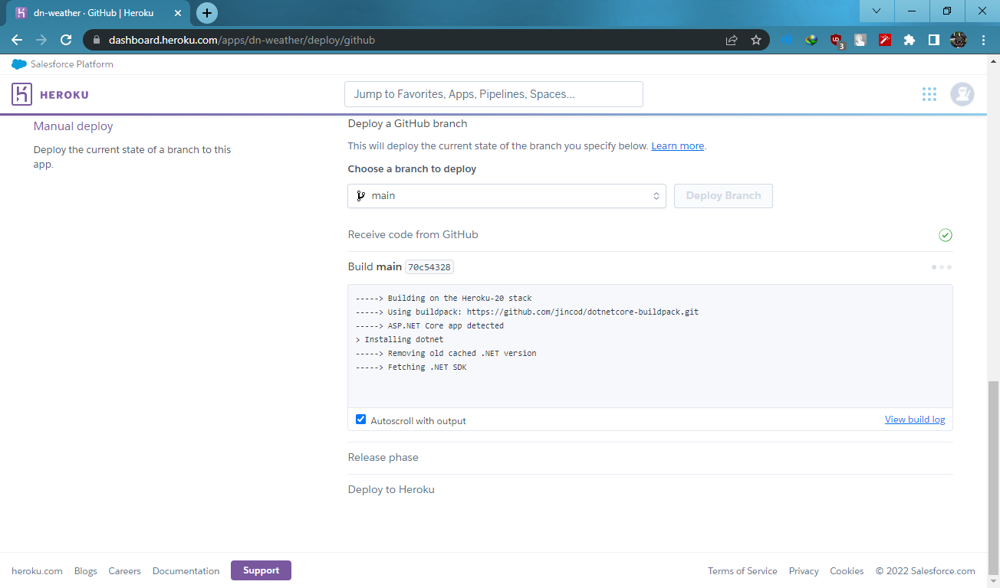 dn-weather · GitHub | Heroku
dashboard.heroku.com/apps/dn-weather/deploy/github
3
Salesforce Platform
HEROKU
Jump to Favorites, Apps, Pipelines, Spaces...
Manual deploy
Deploy the current state of a branch to this
app.
Deploy a GitHub branch
This will deploy the current state of the branch you specify below. Learn more.
Choose a branch to deploy
main
Deploy Branch
Receive code from GitHub
Build main 70c54328
-----> Building on the Heroku-20 stack
-----> Using buildpack: https://github.com/jincod/dotnetcore-buildpack.git
-----> ASP.NET Core app detected
> Installing dotnet
-----> Removing old cached .NET version
-----> Fetching .NET SDK
Autoscroll with output
View build log
Release phase
Deploy to Heroku
heroku.com Blogs Careers Documentation Support
Terms of Service Privacy Cookies © 2022 Salesforce.com